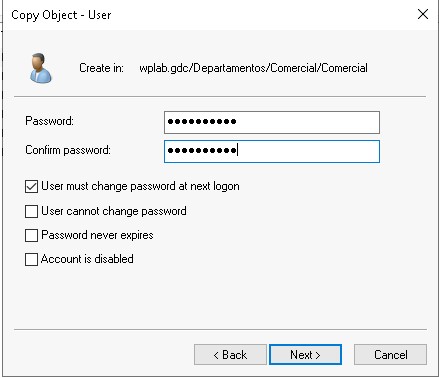 Copy Object - User
Create in: wplab.gdc/Departamentos/Comercial/Comercial
Password: ●●●●●●●●●●
Confirm password: ●●●●●●●●●●
User must change password at next logon
User cannot change password
Password never expires
Account is disabled
< Back Next > Cancel